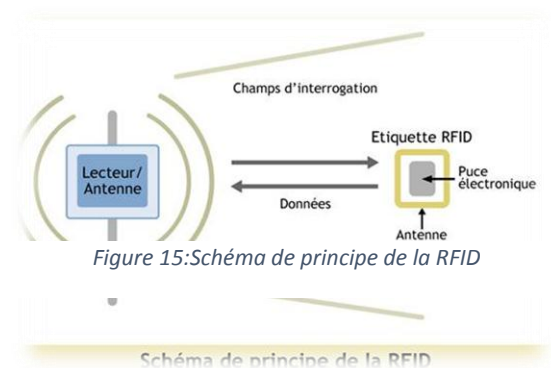 Champs d'interrogation
Etiquette RFID
Lecteur/
Antenne
Puce
électronique
Données
Antenne
Figure 15:Schéma de principe de la RFID
Schéma de principe de la RFID